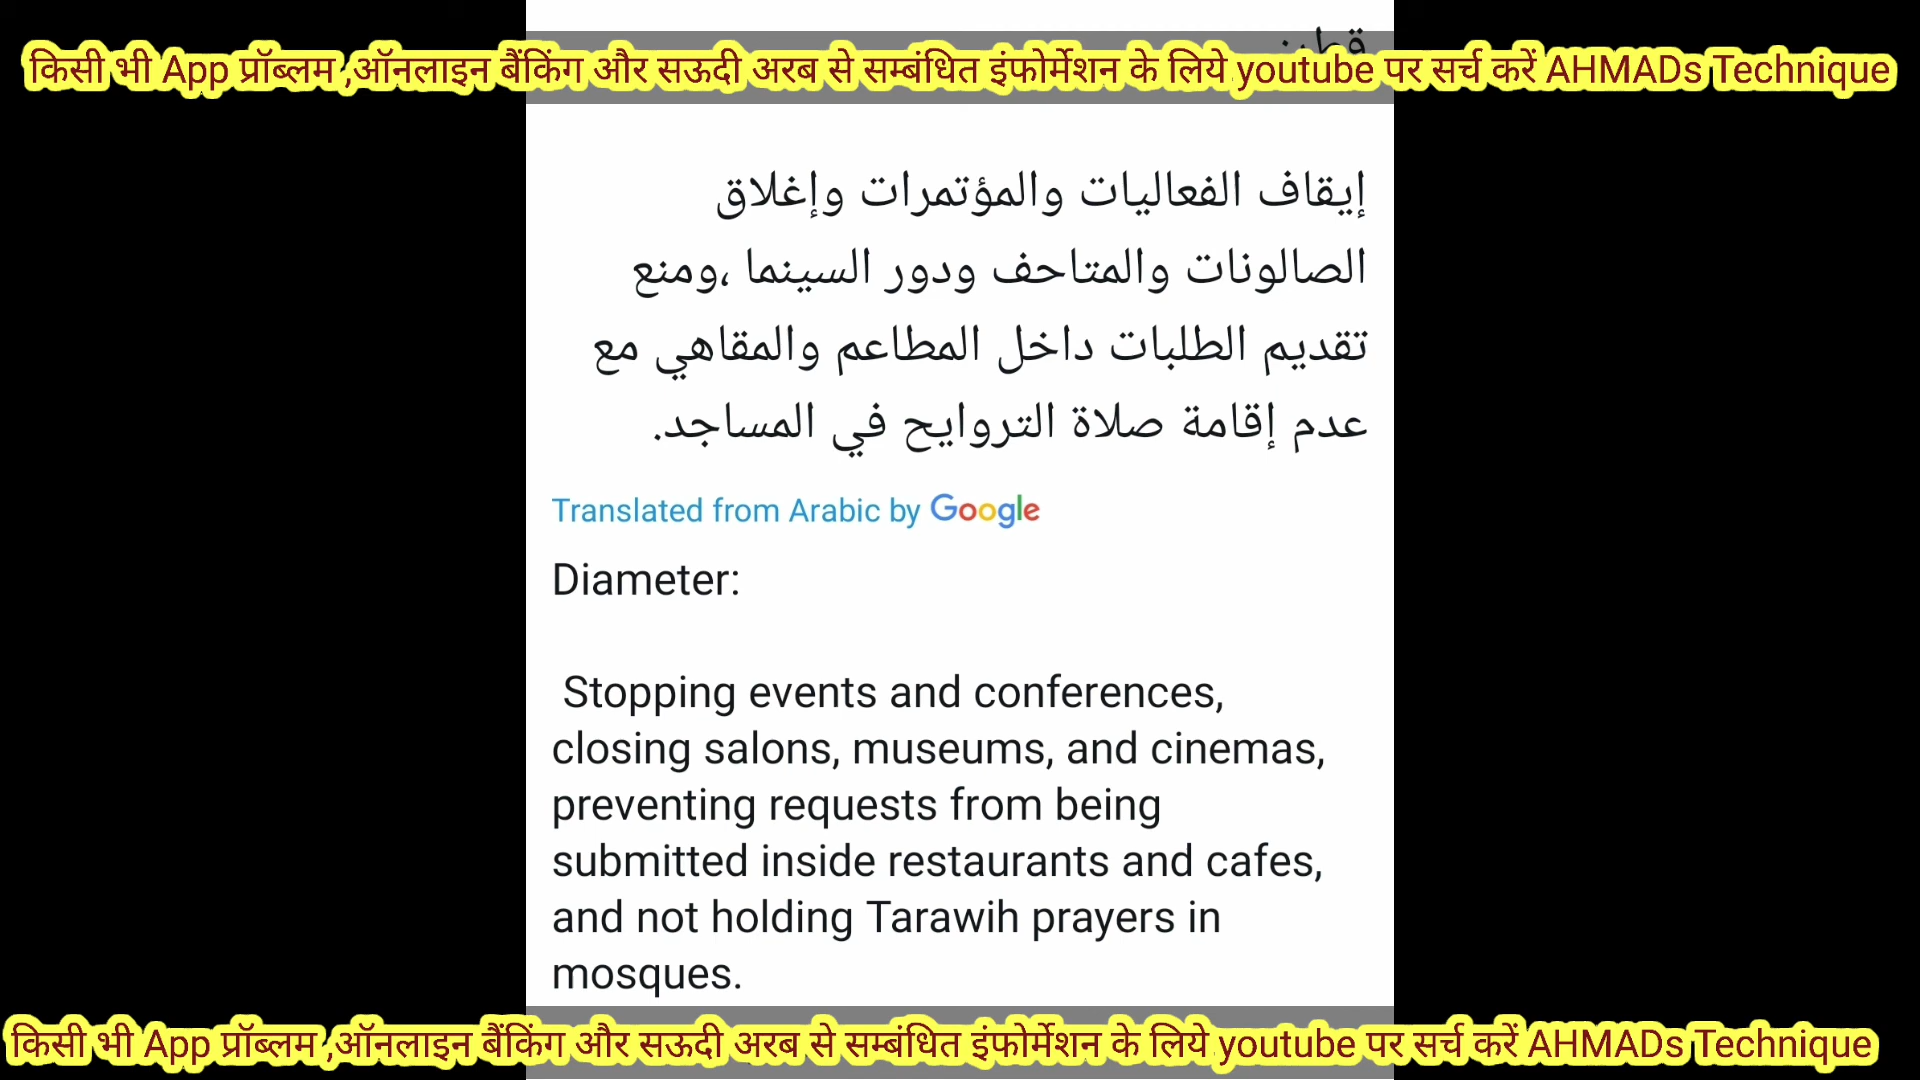 किसी भी App प्रॉब्लम ,ऑनलाइन बैंकिंग और सऊदी अरब से सम्बंधित इंफोर्मेशन के लिये youtube पर सर्च करें AHMADs Technique
إيقاف الفعاليات والمؤتمرات وإغلاق
الصالونات والمتاحف ودور السينما ،ومنع
تقديم الطلبات داخل المطاعم والمقاهي مع
عدم إقامة صلاة التروايح في المساجد.
Translated from Arabic by Google
Diameter:
Stopping events and conferences,
closing salons, museums, and cinemas,
preventing requests from being
submitted inside restaurants and cafes,
and not holding Tarawih prayers in
mosques.
किसी भी App प्रॉब्लम ,ऑनलाइन बैंकिंग और सऊदी अरब से सम्बंधित इंफोर्मेशन के लिये youtube पर सर्च करें AHMADs Technique